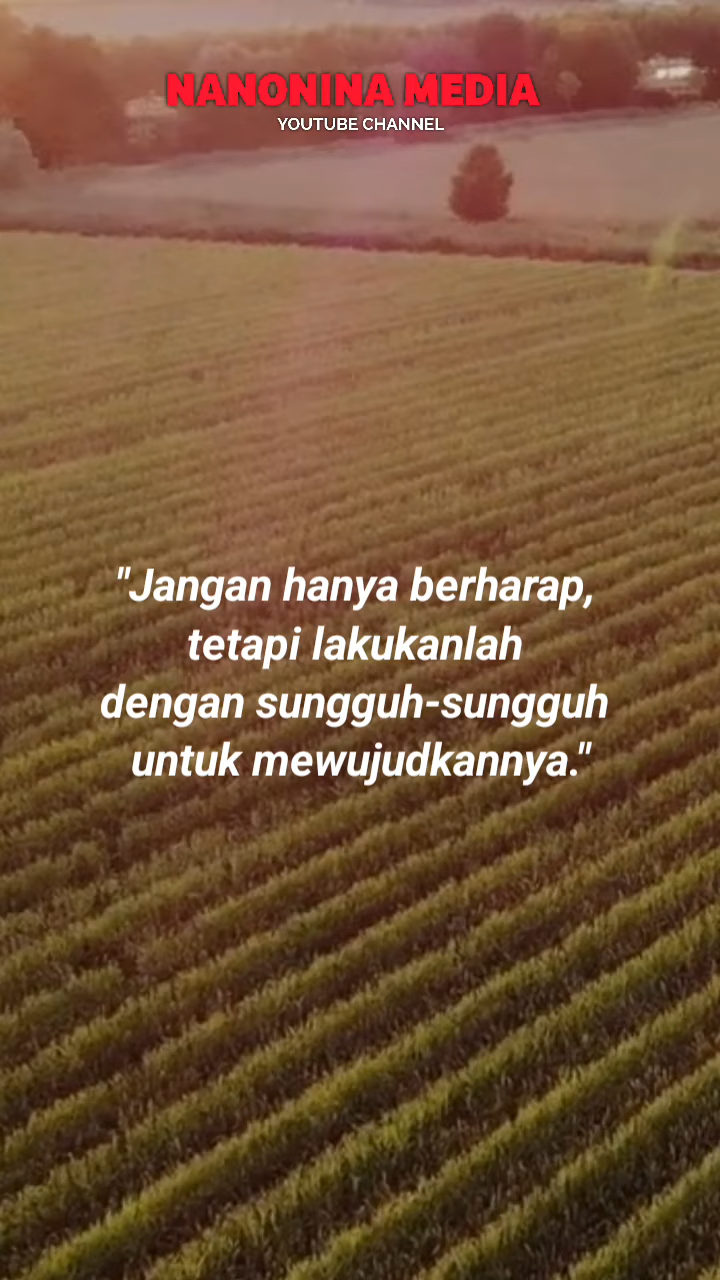 NANONINA MEDIA
YOUTUBE CHANNEL
"Jangan hanya berharap,
tetapi lakukanlah
dengan sungguh-sungguh
untuk mewujudkannya."